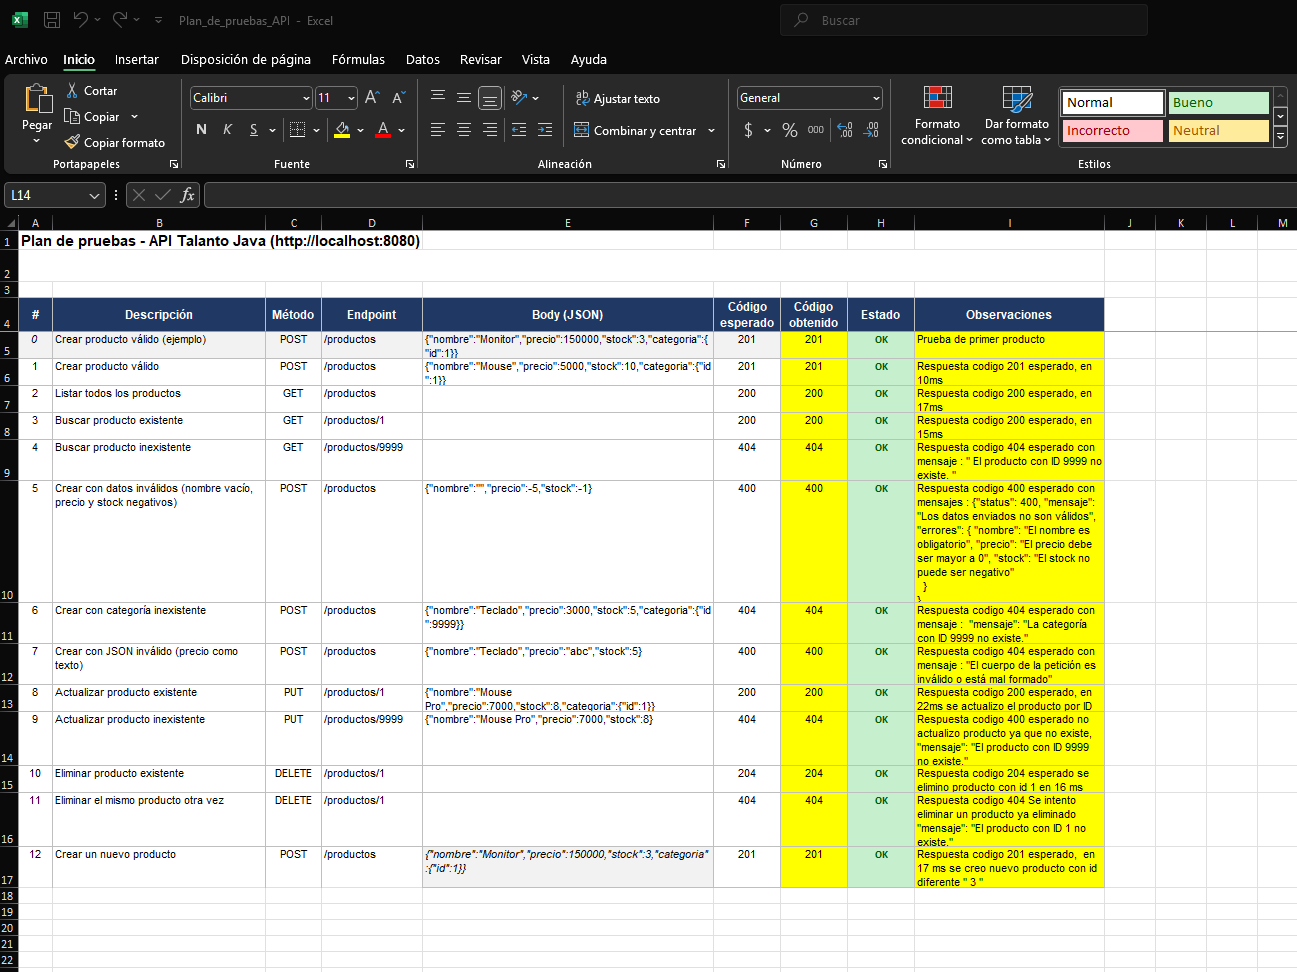 Plan_de_pruebas_API - Excel
Buscar
Archivo Inicio Insertar Disposición de página Fórmulas Datos Revisar Vista Ayuda
Pegar
Cortar
Copiar
Copiar formato
Portapapeles
Calibri 11
N K S
Fuente
Ajustar texto
Combinar y centrar
Alineación
General
$ % 000
Número
Formato condicional
Dar formato como tabla
Normal Bueno
Incorrecto Neutral
Estilos
L14
fx
A B C D E F G H I J K L M
1 Plan de pruebas - API Talanto Java (http://localhost:8080)
2
3
4 # Descripción Método Endpoint Body (JSON) Código esperado Código obtenido Estado Observaciones
5 0 Crear producto válido (ejemplo) POST /productos {"nombre":"Monitor","precio":150000,"stock":3,"categoria":{"id":1}} 201 201 OK Prueba de primer producto
6 1 Crear producto válido POST /productos {"nombre":"Mouse","precio":5000,"stock":10,"categoria":{"id":1}} 201 201 OK Respuesta codigo 201 esperado, en 10ms
7 2 Listar todos los productos GET /productos 200 200 OK Respuesta codigo 200 esperado, en 17ms
8 3 Buscar producto existente GET /productos/1 200 200 OK Respuesta codigo 200 esperado, en 15ms
9 4 Buscar producto inexistente GET /productos/9999 404 404 OK Respuesta codigo 404 esperado con mensaje : " El producto con ID 9999 no existe. "
10 5 Crear con datos inválidos (nombre vacío, precio y stock negativos) POST /productos {"nombre":"","precio":-5,"stock":-1} 400 400 OK Respuesta codigo 400 esperado con mensajes : {"status": 400, "mensaje": "Los datos enviados no son válidos", "errores": { "nombre": "El nombre es obligatorio", "precio": "El precio debe ser mayor a 0", "stock": "El stock no puede ser negativo" } }
11 6 Crear con categoría inexistente POST /productos {"nombre":"Teclado","precio":3000,"stock":5,"categoria":{"id":9999}} 404 404 OK Respuesta codigo 404 esperado con mensaje : "mensaje": "La categoría con ID 9999 no existe."
12 7 Crear con JSON inválido (precio como texto) POST /productos {"nombre":"Teclado","precio":"abc","stock":5} 400 400 OK Respuesta codigo 404 esperado con mensaje : "El cuerpo de la petición es inválido o está mal formado"
13 8 Actualizar producto existente PUT /productos/1 {"nombre":"Mouse Pro","precio":7000,"stock":8,"categoria":{"id":1}} 200 200 OK Respuesta codigo 200 esperado, en 22ms se actualizo el producto por ID
14 9 Actualizar producto inexistente PUT /productos/9999 {"nombre":"Mouse Pro","precio":7000,"stock":8} 404 404 OK Respuesta codigo 400 esperado no actualizo producto ya que no existe, "mensaje": "El producto con ID 9999 no existe."
15 10 Eliminar producto existente DELETE /productos/1 204 204 OK Respuesta codigo 204 esperado se elimino producto con id 1 en 16 ms
16 11 Eliminar el mismo producto otra vez DELETE /productos/1 404 404 OK Respuesta codigo 404 Se intento eliminar un producto ya eliminado "mensaje": "El producto con ID 1 no existe."
17 12 Crear un nuevo producto POST /productos {"nombre":"Monitor","precio":150000,"stock":3,"categoria":{"id":1}} 201 201 OK Respuesta codigo 201 esperado, en 17 ms se creo nuevo producto con id diferente " 3 "
18
19
20
21
22